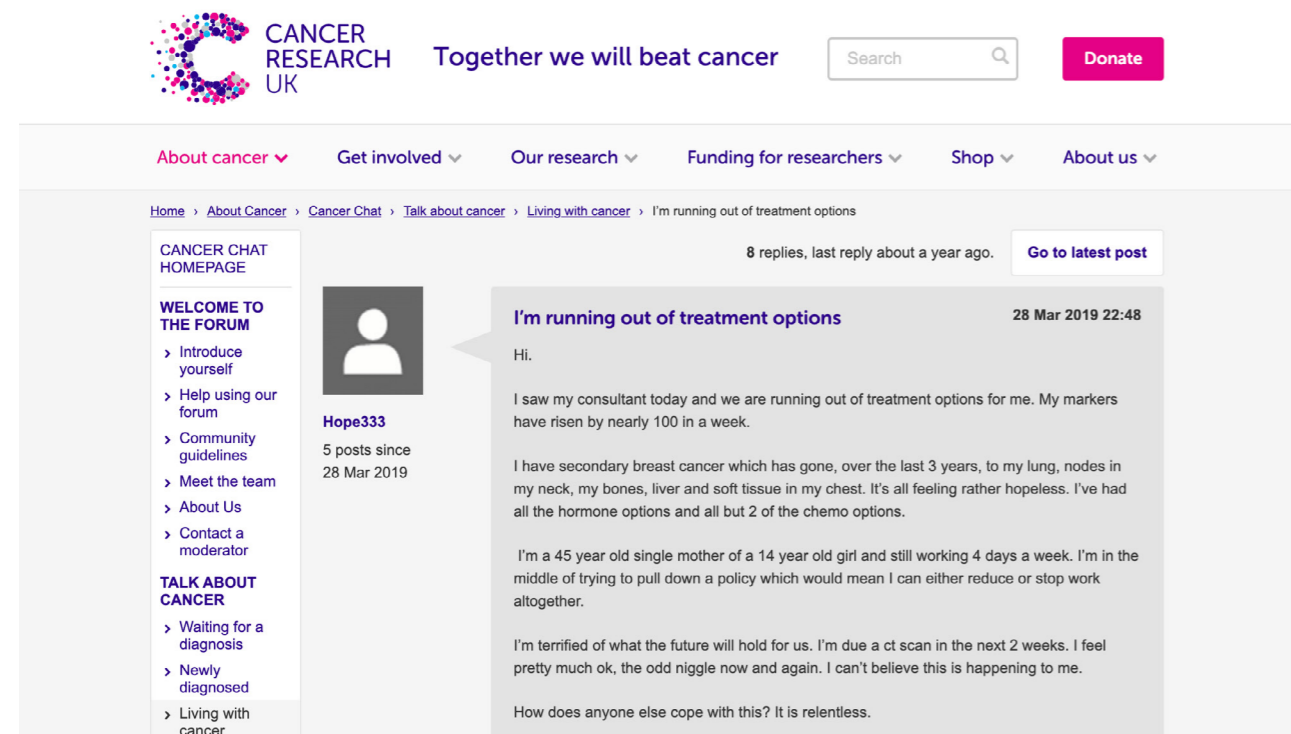 CANCER
RESEARCH
UK
Together we will beat cancer
Search
Donate
About cancer
Get involved
Our research
Funding for researchers
Shop
About us
Home › About Cancer › Cancer Chat › Talk about cancer › Living with cancer › I'm running out of treatment options
CANCER CHAT
HOMEPAGE
WELCOME TO
THE FORUM
› Introduce
yourself
› Help using our
forum
› Community
guidelines
› Meet the team
› About Us
› Contact a
moderator
TALK ABOUT
CANCER
› Waiting for a
diagnosis
› Newly
diagnosed
› Living with
cancer
8 replies, last reply about a year ago.
Go to latest post
Hope333
5 posts since
28 Mar 2019
I'm running out of treatment options
28 Mar 2019 22:48
Hi.
I saw my consultant today and we are running out of treatment options for me. My markers
have risen by nearly 100 in a week.
I have secondary breast cancer which has gone, over the last 3 years, to my lung, nodes in
my neck, my bones, liver and soft tissue in my chest. It's all feeling rather hopeless. I've had
all the hormone options and all but 2 of the chemo options.
I'm a 45 year old single mother of a 14 year old girl and still working 4 days a week. I'm in the
middle of trying to pull down a policy which would mean I can either reduce or stop work
altogether.
I'm terrified of what the future will hold for us. I'm due a ct scan in the next 2 weeks. I feel
pretty much ok, the odd niggle now and again. I can't believe this is happening to me.
How does anyone else cope with this? It is relentless.